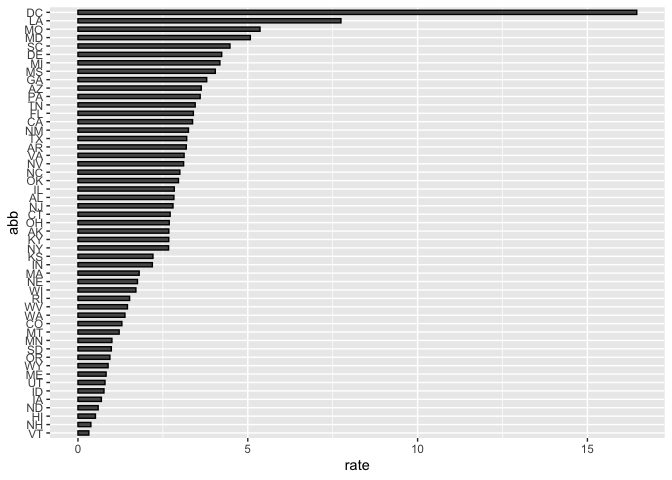 DC
LA
MO
MD
SC
DE
MI
MS
GA
AZ
PA
TN
FL
CA
NM
TX
AR
VA
NV
NC
OK
IL
AL
NJ
CT
OH
AK
KY
NY
KS
IN
MA
NE
WI
RI
WV
WA
CO
MT
MN
SD
OR
WY
ME
UT
ID
IA
ND
HI
NH
VT
abb
0 5 10 15
rate